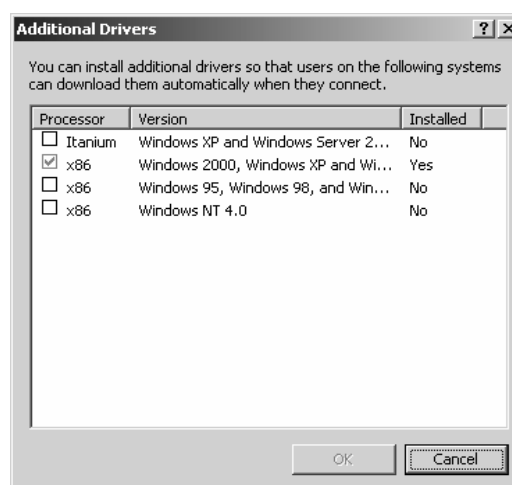 Additional Drivers
You can install additional drivers so that users on the following systems
can download them automatically when they connect.
Processor Version Installed
Itanium Windows XP and Windows Server 2... No
x86 Windows 2000, Windows XP and Wi... Yes
x86 Windows 95, Windows 98, and Win... No
x86 Windows NT 4.0 No
OK Cancel